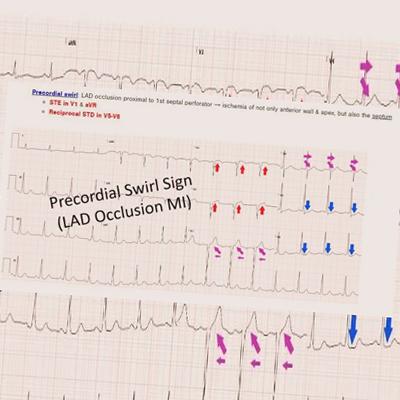 aVR
V1
V4
Precordial swirl: LAD occlusion proximal to 1st septal perforator → ischemia of not only anterior wall & apex, but also the septum
STE in V1 & aVR
Reciprocal STD in V5-V6
Precordial Swirl Sign
(LAD Occlusion MI)